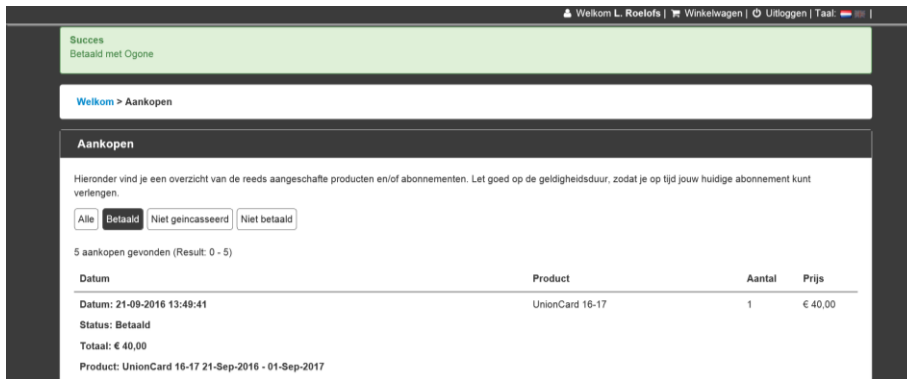 Welkom L. Roelofs | Winkelwagen | Uitloggen | Taal: |
Succes
Betaald met Ogone
Welkom > Aankopen
Aankopen
Hieronder vind je een overzicht van de reeds aangeschafte producten en/of abonnementen. Let goed op de geldigheidsduur, zodat je op tijd jouw huidige abonnement kunt
verlengen.
Alle Betaald Niet geincasseerd Niet betaald
5 aankopen gevonden (Result: 0 - 5)
Datum Product Aantal Prijs
Datum: 21-09-2016 13:49:41 UnionCard 16-17 1 € 40,00
Status: Betaald
Totaal: € 40,00
Product: UnionCard 16-17 21-Sep-2016 - 01-Sep-2017